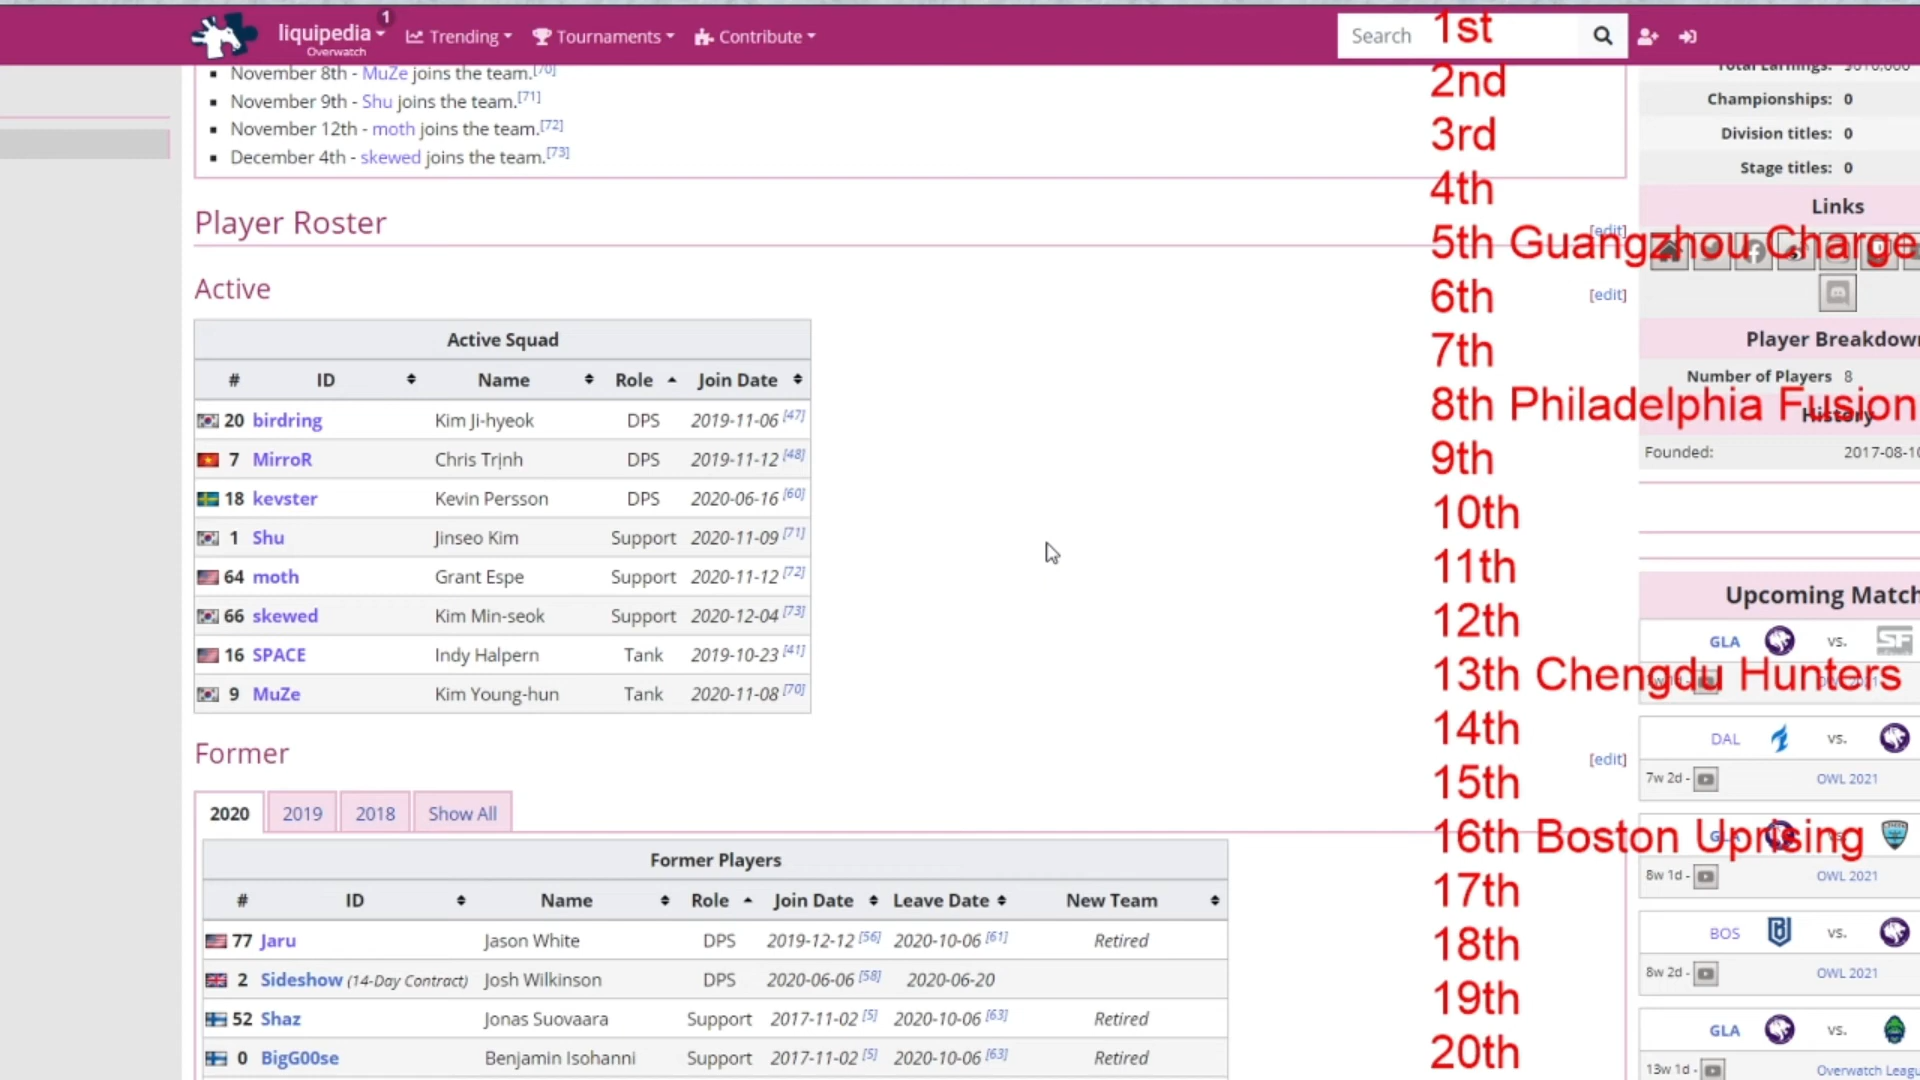 liquipedia
1
Overwatch
Trending
Tournaments
Contribute
Search
November 8th - MuZe joins the team.[70]
November 9th - Shu joins the team.[71]
November 12th - moth joins the team.[72]
December 4th - skewed joins the team.[73]
Player Roster
[edit]
Active
[edit]
Active Squad
# ID Name Role Join Date
20 birdring Kim Ji-hyeok DPS 2019-11-06 [47]
7 MirroR Chris Trịnh DPS 2019-11-12 [48]
18 kevster Kevin Persson DPS 2020-06-16 [60]
1 Shu Jinseo Kim Support 2020-11-09 [71]
64 moth Grant Espe Support 2020-11-12 [72]
66 skewed Kim Min-seok Support 2020-12-04 [73]
16 SPACE Indy Halpern Tank 2019-10-23 [41]
9 MuZe Kim Young-hun Tank 2020-11-08 [70]
Former
[edit]
2020 2019 2018 Show All
Former Players
# ID Name Role Join Date Leave Date New Team
77 Jaru Jason White DPS 2019-12-12 [56] 2020-10-06 [61] Retired
2 Sideshow (14-Day Contract) Josh Wilkinson DPS 2020-06-06 [58] 2020-06-20
52 Shaz Jonas Suovaara Support 2017-11-02 [5] 2020-10-06 [63] Retired
0 BigG00se Benjamin Isohanni Support 2017-11-02 [5] 2020-10-06 [63] Retired
1st
2nd
3rd
4th
5th Guangzhou Charge
6th
7th
8th Philadelphia Fusion
9th
10th
11th
12th
13th Chengdu Hunters
14th
15th
16th Boston Uprising
17th
18th
19th
20th
Total Earnings:
Championships: 0
Division titles: 0
Stage titles: 0
Links
Player Breakdown
Number of Players 8
History
Founded: 2017-08-10
Upcoming Match
GLA vs. SF
DAL vs.
7w 2d - OWL 2021
GLA vs.
8w 1d - OWL 2021
BOS vs.
8w 2d - OWL 2021
GLA vs.
13w 1d - Overwatch Leagu